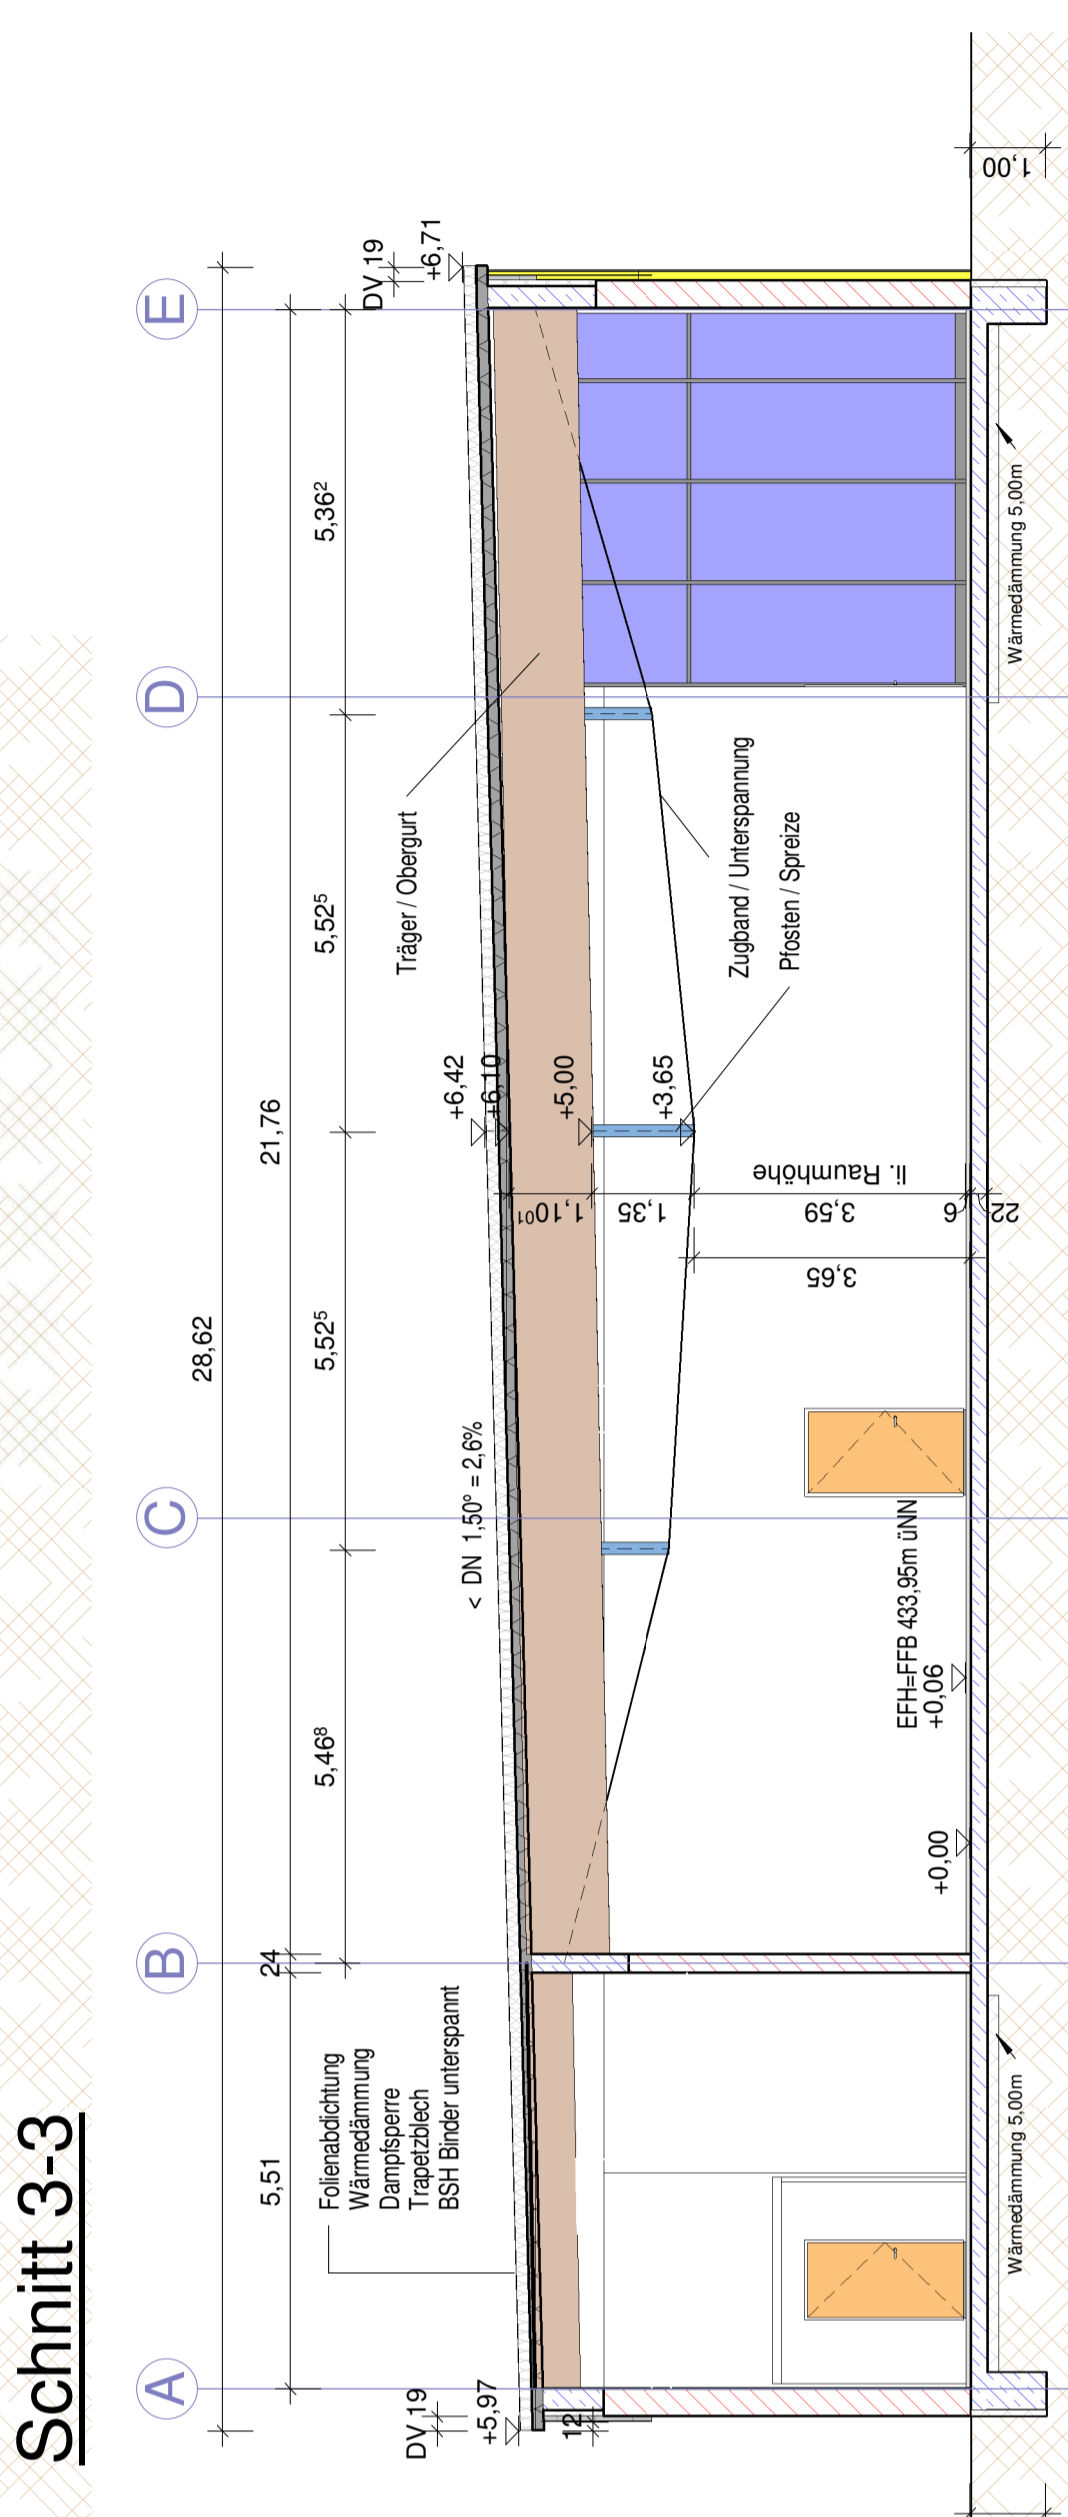 Schnitt 3-3
A
B
C
D
E
28,62
5,51
24
21,76
5,46⁸
5,52⁵
5,52⁵
5,36²
DV 19
+5,97
12
DV 19
+6,71
Folienabdichtung
Wärmedämmung
Dampfsperre
Trapetzblech
BSH Binder unterspannt
< DN 1,50° = 2,6%
Träger / Obergurt
+6,42
+6,10
+5,00
+3,65
Zugband / Unterspannung
Pfosten / Spreize
1,10⁰¹
1,35
3,59
li. Raumhöhe
6
22
3,65
EFH=FFB 433,95m üNN
+0,06
+0,00
Wärmedämmung 5,00m
Wärmedämmung 5,00m
1,00